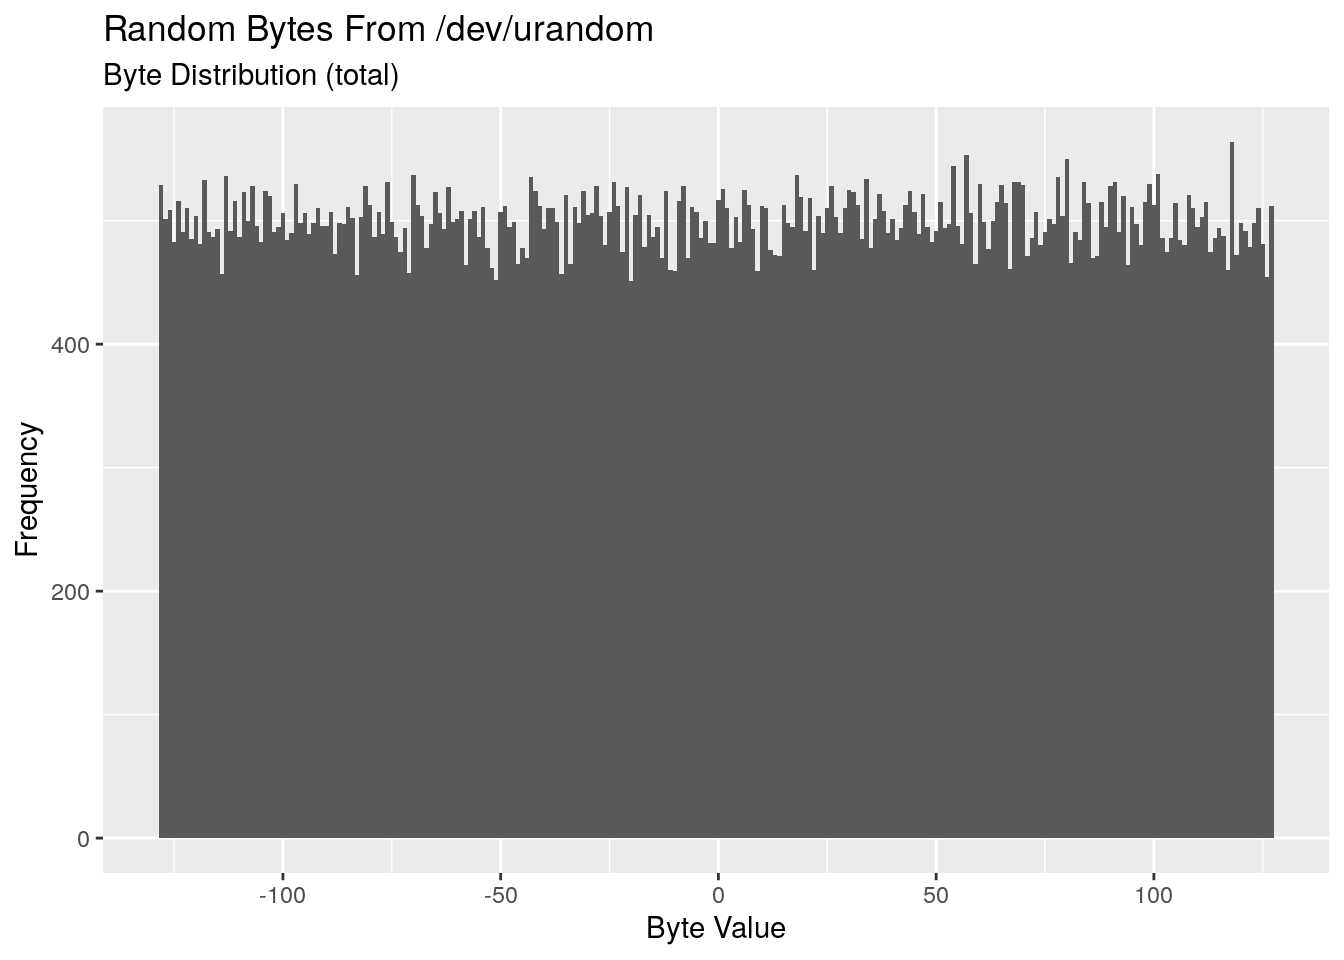 Random Bytes From /dev/urandom
Byte Distribution (total)
400
200
0
Frequency
-100 -50 0 50 100
Byte Value